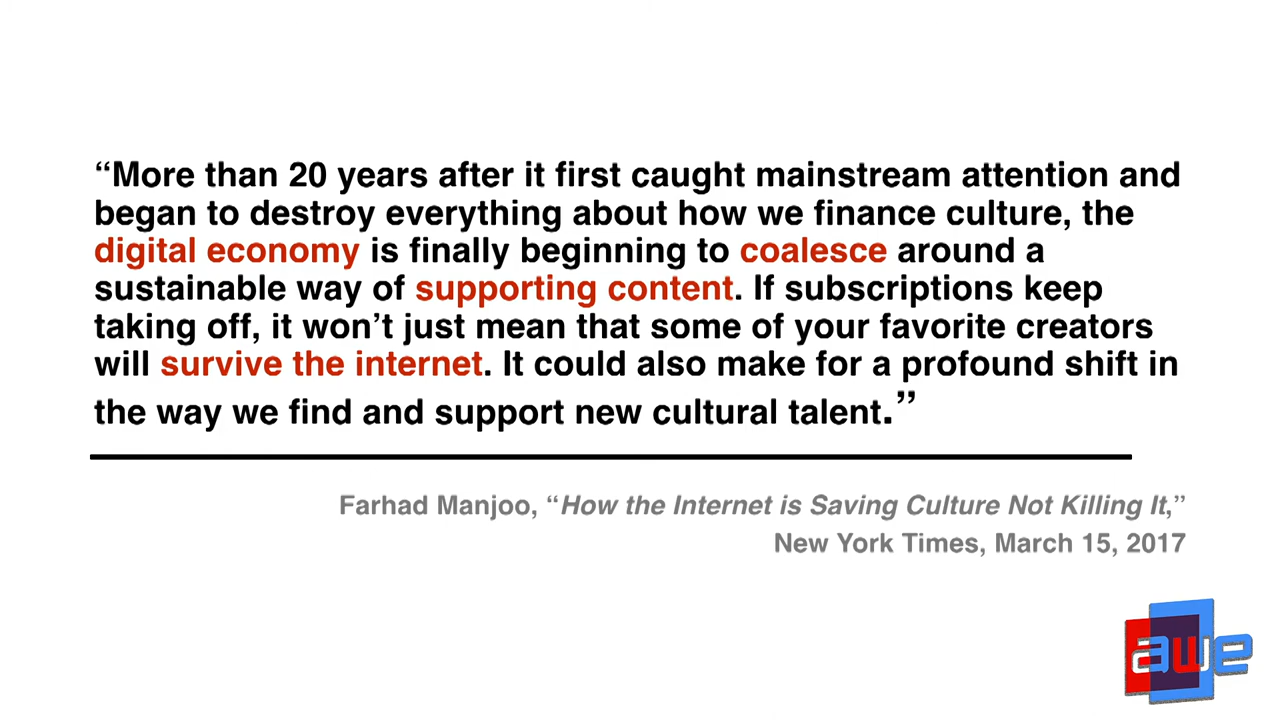 “More than 20 years after it first caught mainstream attention and
began to destroy everything about how we finance culture, the
digital economy is finally beginning to coalesce around a
sustainable way of supporting content. If subscriptions keep
taking off, it won’t just mean that some of your favorite creators
will survive the internet. It could also make for a profound shift in
the way we find and support new cultural talent.”
Farhad Manjoo, “How the Internet is Saving Culture Not Killing It,”
New York Times, March 15, 2017
awe